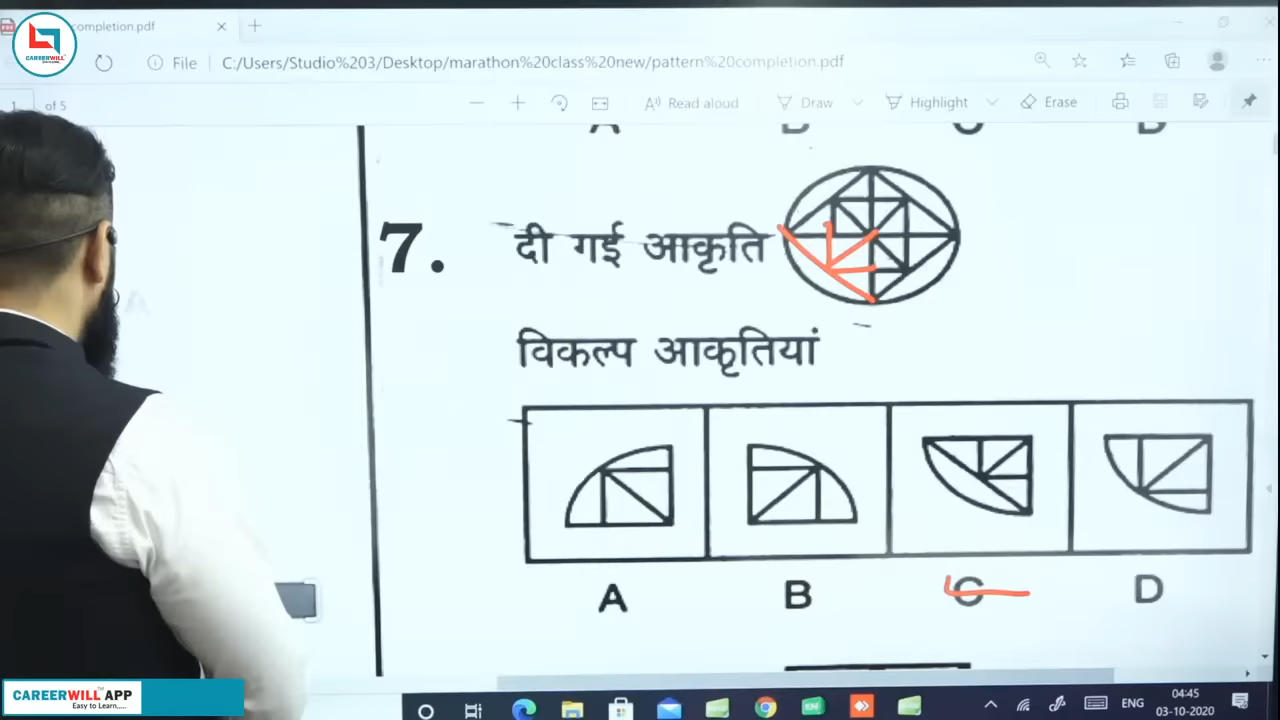 completion.pdf
CAREERWILL
File C:/Users/Studio%203/Desktop/marathon%20class%20new/pattern%20completion.pdf
1 of 5
Read aloud Draw Highlight Erase
A B C D
7. दी गई आकृति
विकल्प आकृतियां
A B C D
CAREERWILL APP
Easy to Learn.....
ENG
04:45
03-10-2020